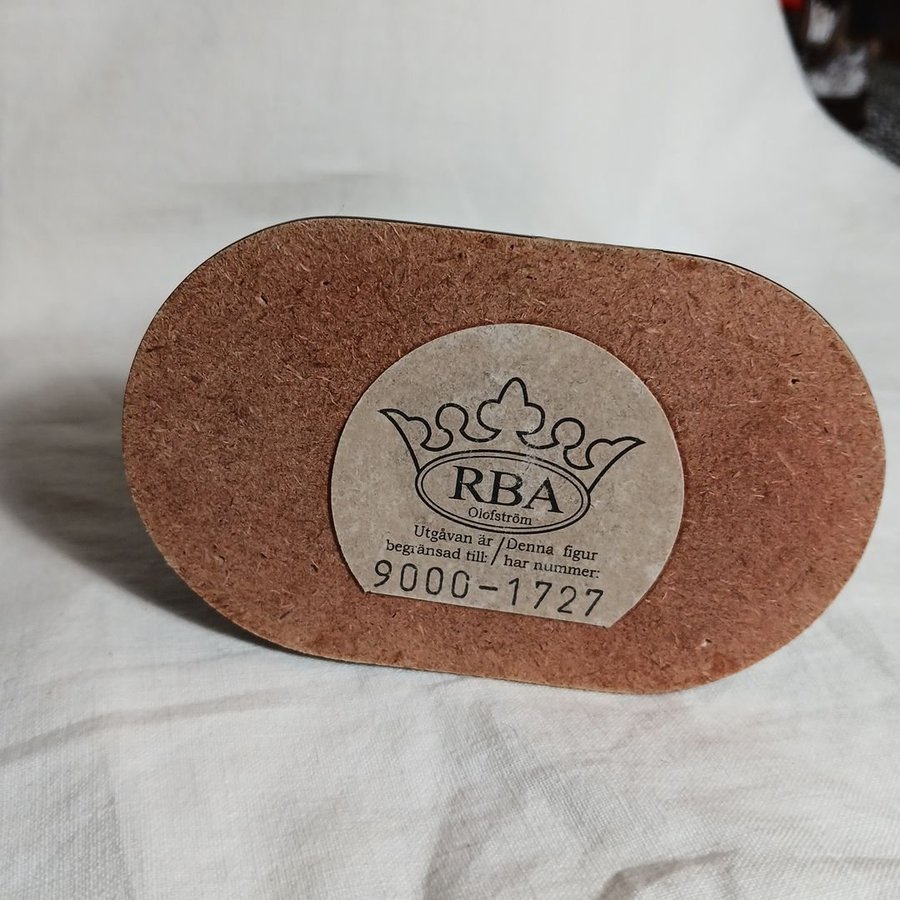 RBA
Olofström
Utgåvan är / Denna figur
begränsad till: / har nummer:
9000-1727